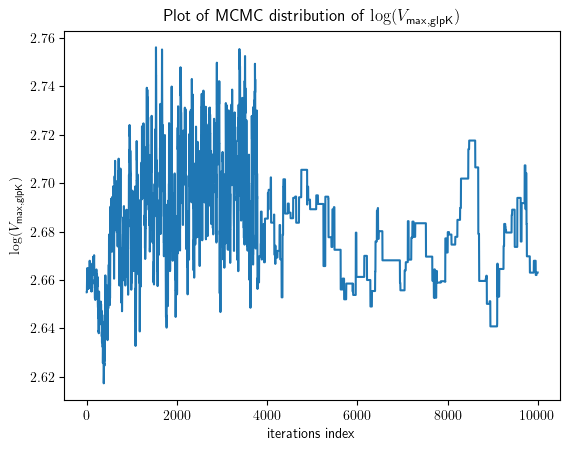 Plot of MCMC distribution of log(V_max,glpK)
log(V_max,glpK)
2.76
2.74
2.72
2.70
2.68
2.66
2.64
2.62
0 2000 4000 6000 8000 10000
iterations index